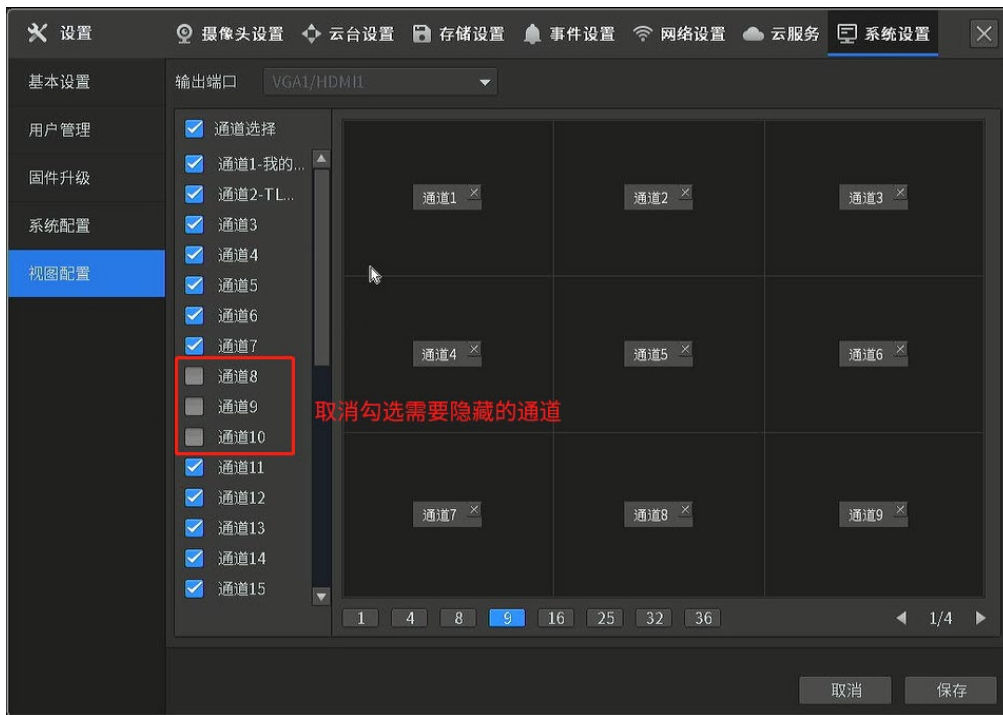 设置 摄像头设置 云台设置 存储设置 事件设置 网络设置 云服务 系统设置
基本设置
用户管理
固件升级
系统配置
视图配置
输出端口 VGA1/HDMI1
通道选择
通道1-我的...
通道2-TL...
通道3
通道4
通道5
通道6
通道7
通道8
通道9
通道10
通道11
通道12
通道13
通道14
通道15
取消勾选需要隐藏的通道
通道1 通道2 通道3
通道4 通道5 通道6
通道7 通道8 通道9
1 4 8 9 16 25 32 36 1/4
取消 保存